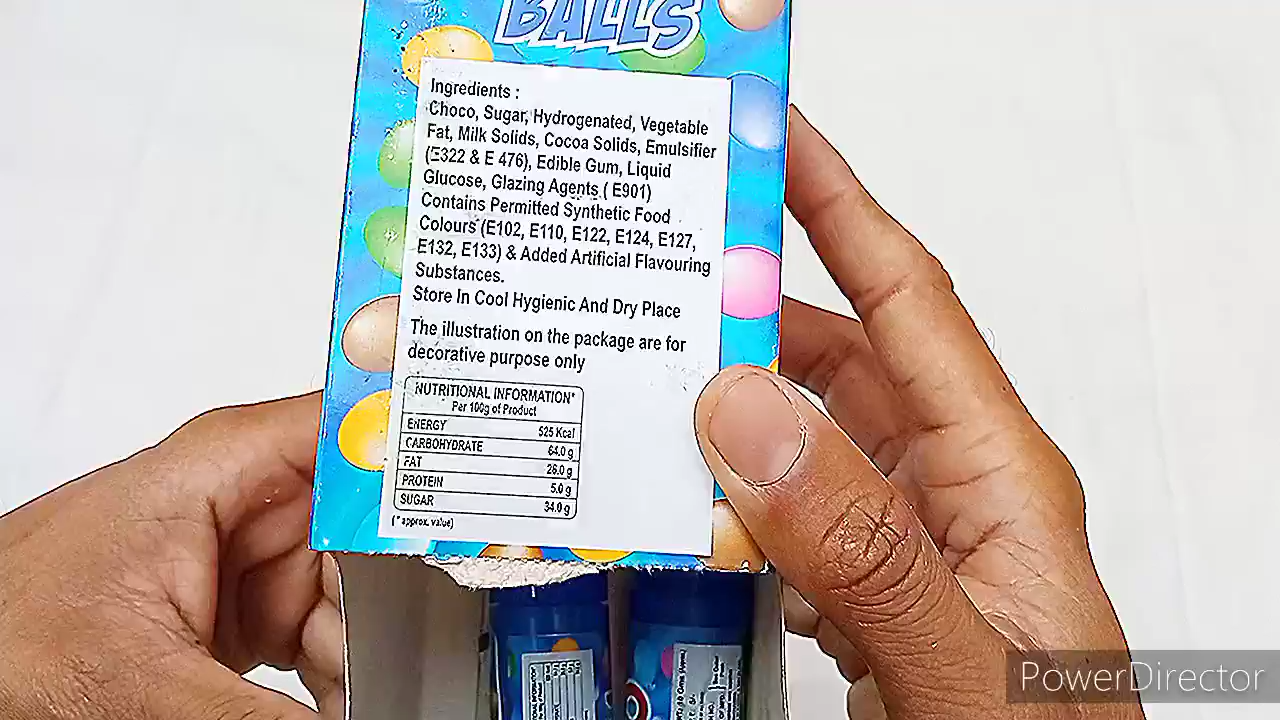 BALLS
Ingredients :
Choco, Sugar, Hydrogenated, Vegetable
Fat, Milk Solids, Cocoa Solids, Emulsifier
(E322 & E 476), Edible Gum, Liquid
Glucose, Glazing Agents ( E901)
Contains Permitted Synthetic Food
Colours (E102, E110, E122, E124, E127,
E132, E133) & Added Artificial Flavouring
Substances.
Store In Cool Hygienic And Dry Place
The illustration on the package are for
decorative purpose only
NUTRITIONAL INFORMATION*
Per 100g of Product
ENERGY 525 Kcal
CARBOHYDRATE 64.0 g
FAT 26.0 g
PROTEIN 5.0 g
SUGAR 34.0 g
(* approx. value)
PowerDirector